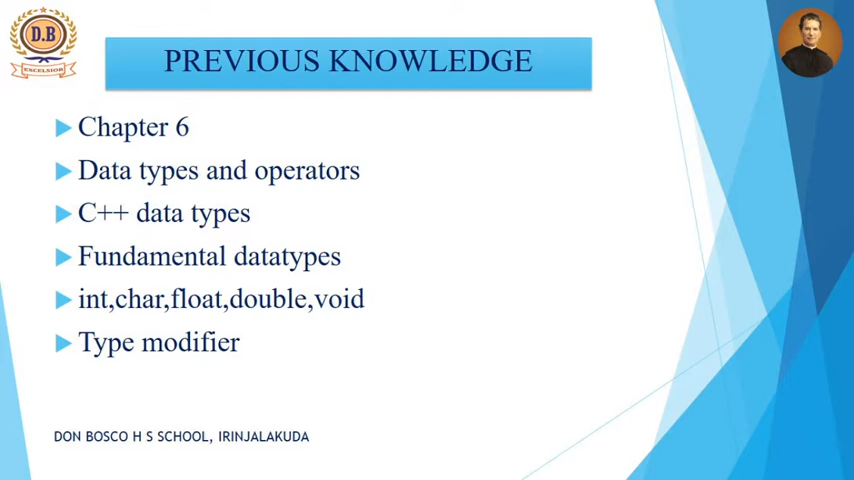 D.B
EXCELSIOR
PREVIOUS KNOWLEDGE
Chapter 6
Data types and operators
C++ data types
Fundamental datatypes
int,char,float,double,void
Type modifier
DON BOSCO H S SCHOOL, IRINJALAKUDA